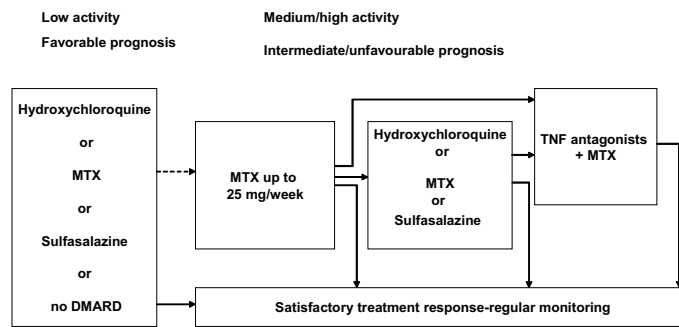 Low activity
Favorable prognosis
Medium/high activity
Intermediate/unfavourable prognosis
Hydroxychloroquine
or
MTX
or
Sulfasalazine
or
no DMARD
MTX up to
25 mg/week
Hydroxychloroquine
or
MTX
or
Sulfasalazine
TNF antagonists
+ MTX
Satisfactory treatment response-regular monitoring